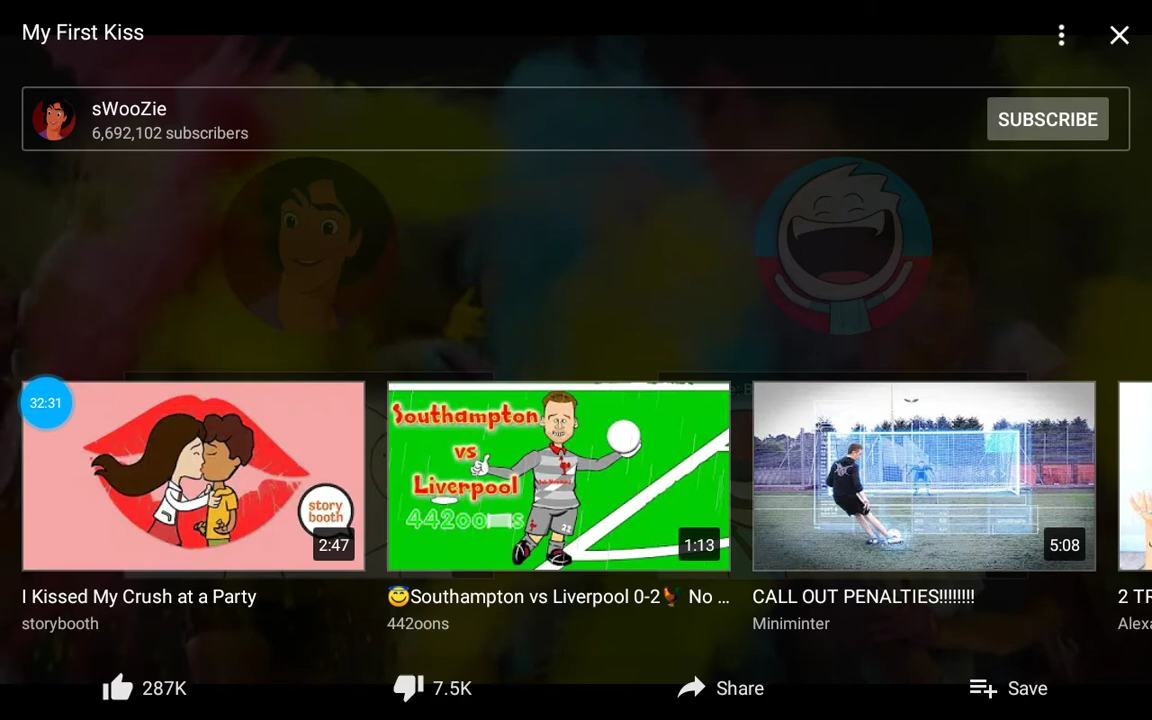 My First Kiss
sWooZie
6,692,102 subscribers
SUBSCRIBE
32:31
story
booth
2:47
Southampton
vs
Liverpool
442oons
1:13
5:08
I Kissed My Crush at a Party
😇Southampton vs Liverpool 0-2🐓 No ...
CALL OUT PENALTIES!!!!!!!!
2 TR
storybooth
442oons
Miniminter
Alexa
287K
7.5K
Share
Save